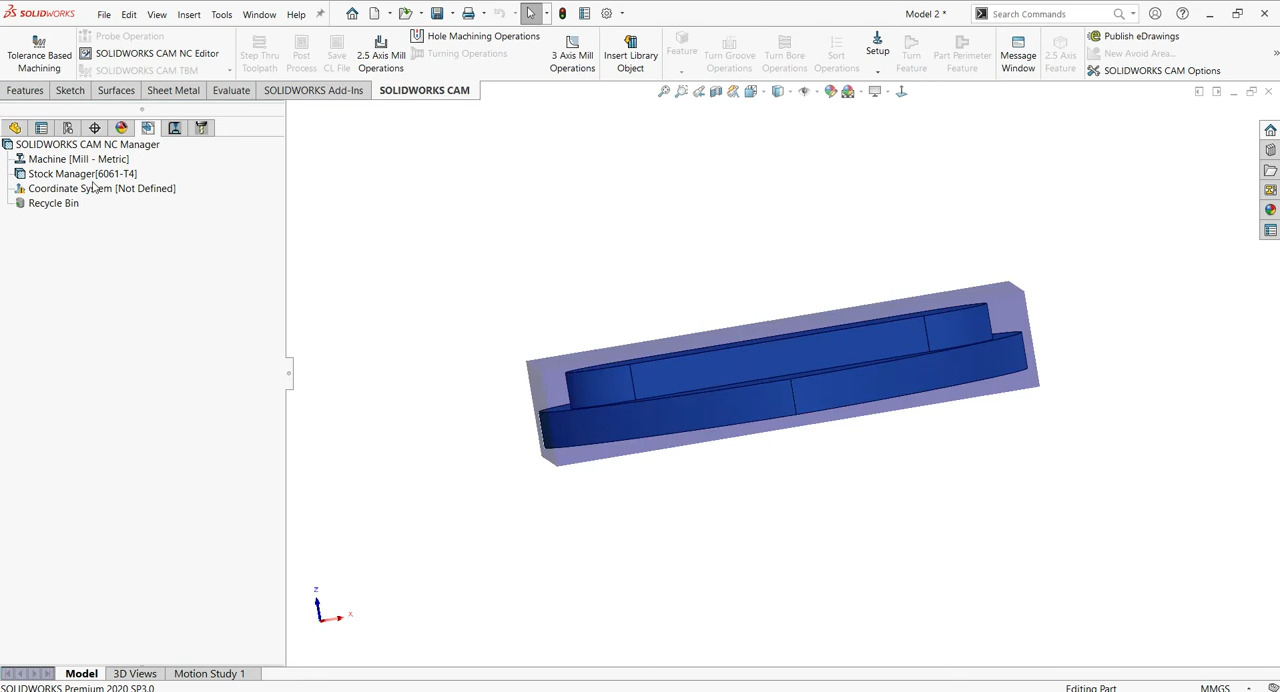 SOLIDWORKS File Edit View Insert Tools Window Help Model 2 * Search Commands
Tolerance Based Machining
Probe Operation
SOLIDWORKS CAM NC Editor
SOLIDWORKS CAM TBM
Step Thru Toolpath
Post Process
Save CL File
2.5 Axis Mill Operations
Hole Machining Operations
Turning Operations
3 Axis Mill Operations
Insert Library Object
Feature
Turn Groove Operations
Turn Bore Operations
Sort Operations
Setup
Turn Feature
Part Perimeter Feature
Message Window
2.5 Axis Feature
Publish eDrawings
New Avoid Area...
SOLIDWORKS CAM Options
Features Sketch Surfaces Sheet Metal Evaluate SOLIDWORKS Add-Ins SOLIDWORKS CAM
SOLIDWORKS CAM NC Manager
Machine [Mill - Metric]
Stock Manager[6061-T4]
Coordinate System [Not Defined]
Recycle Bin
z
x
Model 3D Views Motion Study 1
SOLIDWORKS Premium 2020 SP3.0 Editing Part MMGS